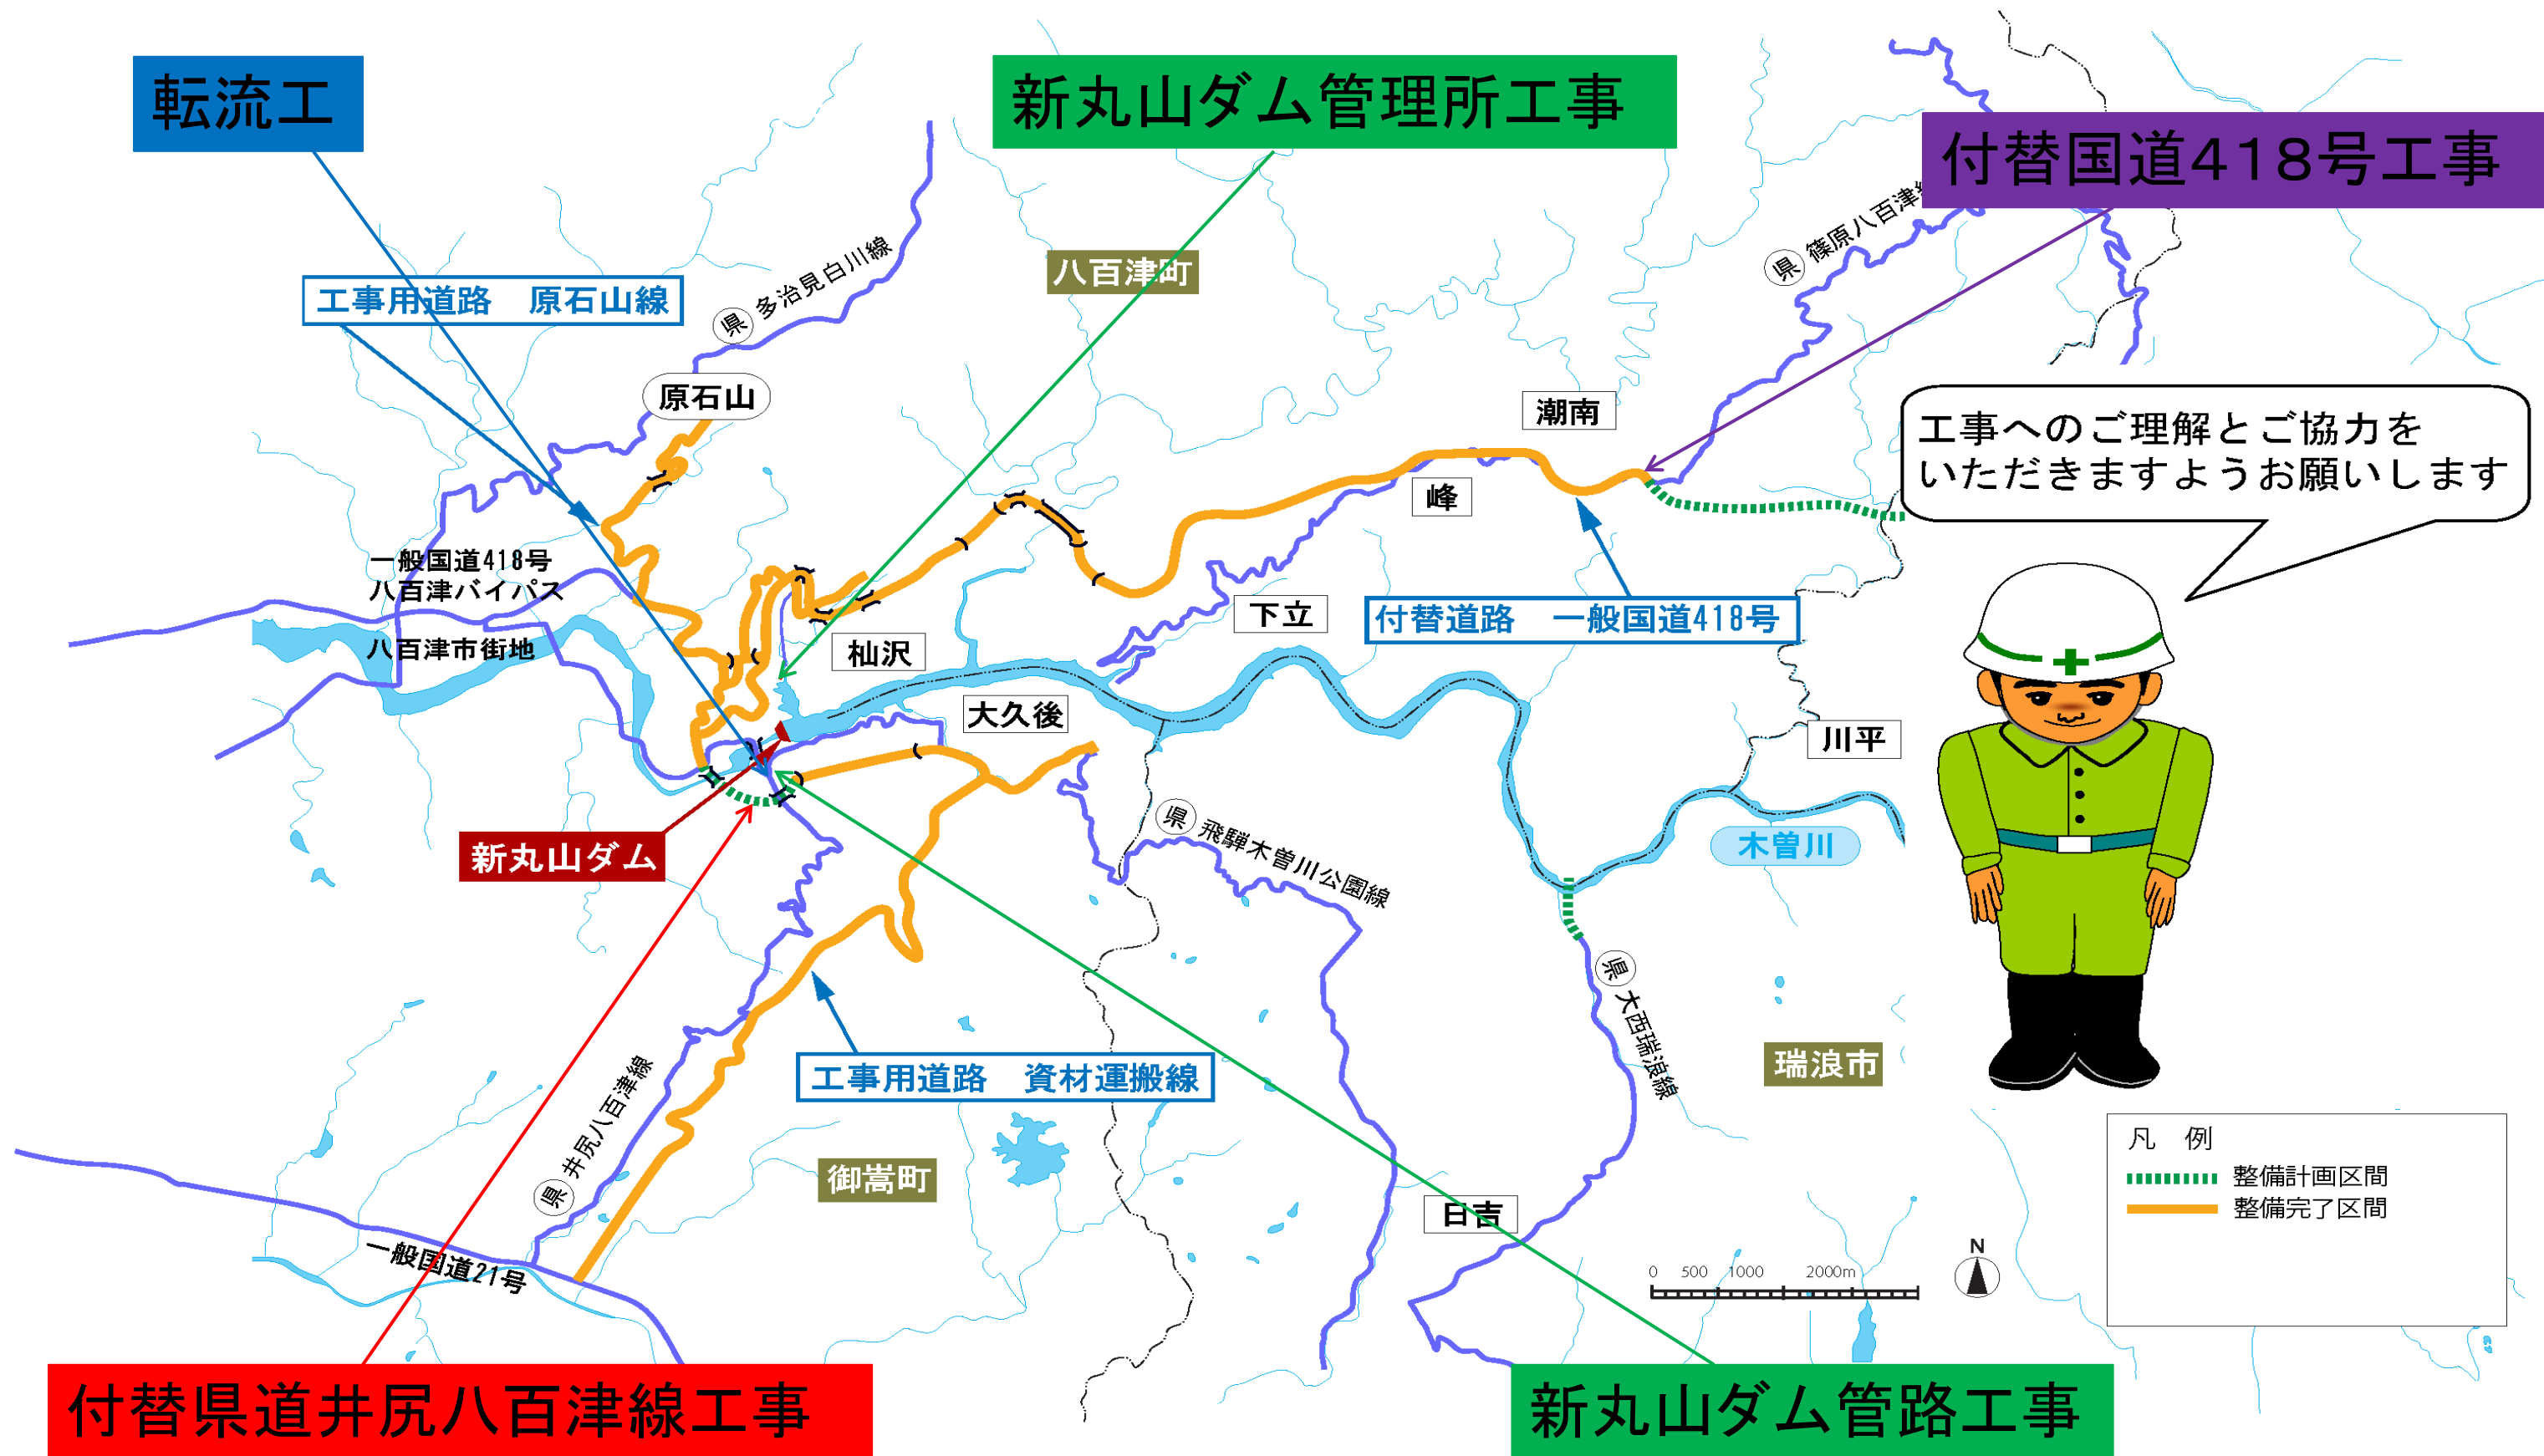 転流工
新丸山ダム管理所工事
付替国道418号工事
県 篠原八百津
県 多治見白川線
八百津町
工事用道路　原石山線
原石山
潮南
工事へのご理解とご協力を
いただきますようお願いします
峰
一般国道418号
八百津バイパス
下立
付替道路　一般国道418号
八百津市街地
杣沢
大久後
川平
県 飛騨木曽川公園線
木曽川
新丸山ダム
県 大西瑞浪線
瑞浪市
工事用道路　資材運搬線
県 井尻八百津線
御嵩町
凡 例
整備計画区間
整備完了区間
日吉
一般国道21号
0 500 1000 2000m
N
付替県道井尻八百津線工事
新丸山ダム管路工事